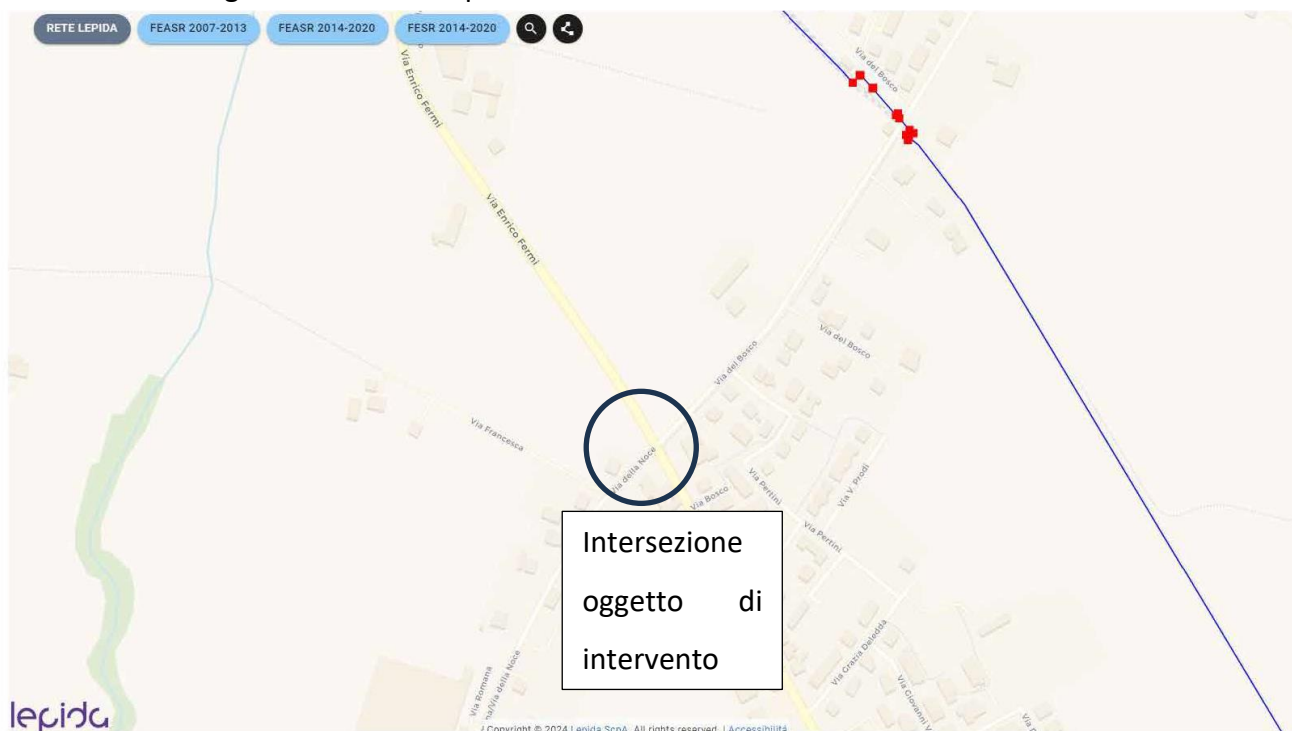 RETE LEPIDA
FEASR 2007-2013
FEASR 2014-2020
FESR 2014-2020
Via del Bosco
Via Enrico Fermi
Via Enrico Fermi
Via del Bosco
Via del Bosco
Via Francesca
Via della Noce
Via V. Prodi
Via Pertini
Via Bosco
Via Pertini
Intersezione
oggetto di
intervento
Via Grazia Deledda
Via Romana
Via della Noce
lepida
Copyright © 2024 Lepida ScpA. All rights reserved. | Accessibilità